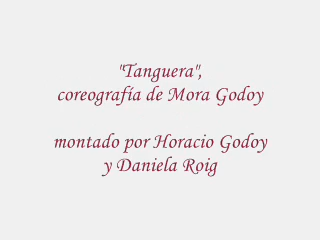 "Tanguera",
coreografía de Mora Godoy
montado por Horacio Godoy
y Daniela Roig